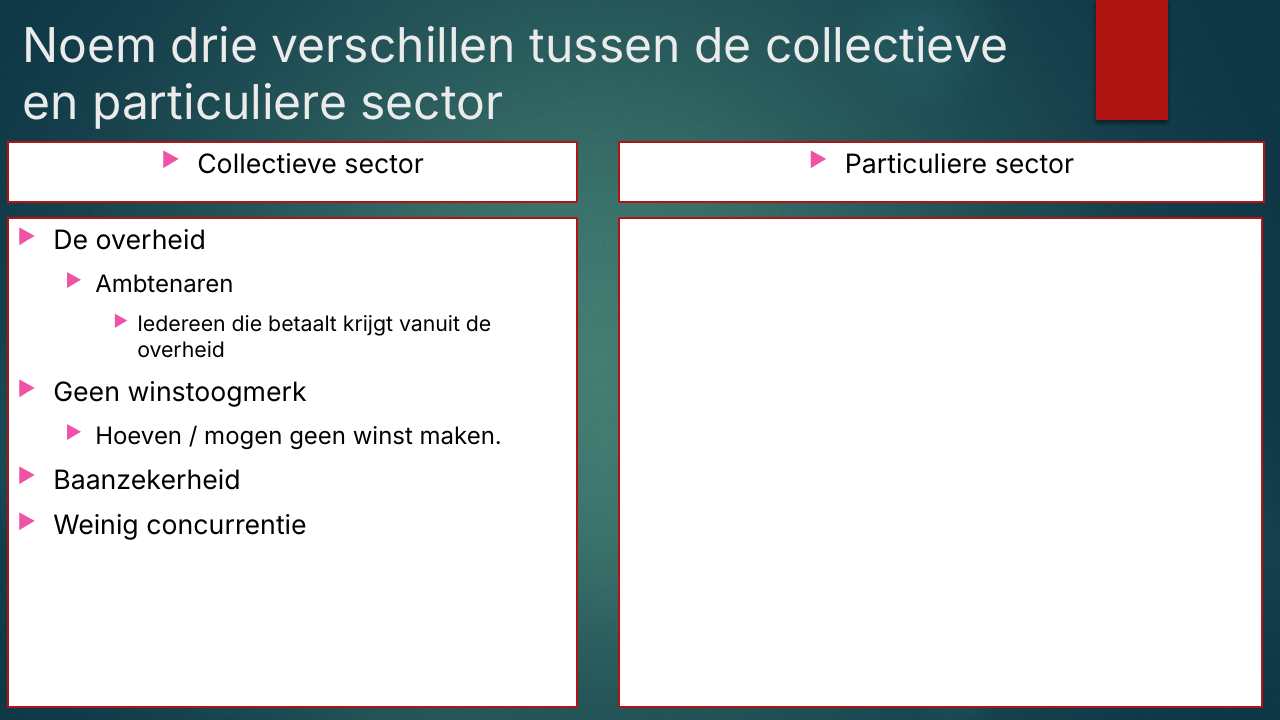 Noem drie verschillen tussen de collectieve
en particuliere sector
Collectieve sector
Particuliere sector
De overheid
Ambtenaren
Iedereen die betaalt krijgt vanuit de
overheid
Geen winstoogmerk
Hoeven / mogen geen winst maken.
Baanzekerheid
Weinig concurrentie